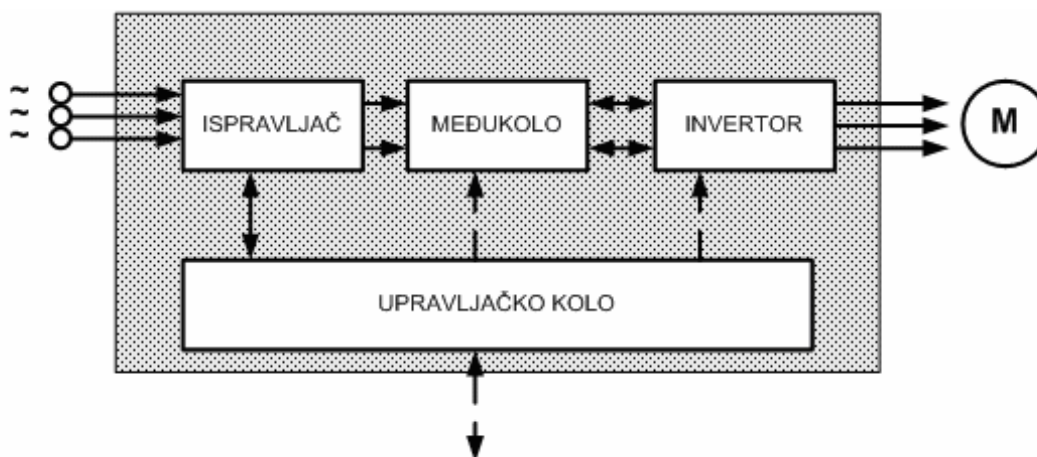 ~
~
~
ISPRAVLJAČ
MEĐUKOLO
INVERTOR
M
UPRAVLJAČKO KOLO